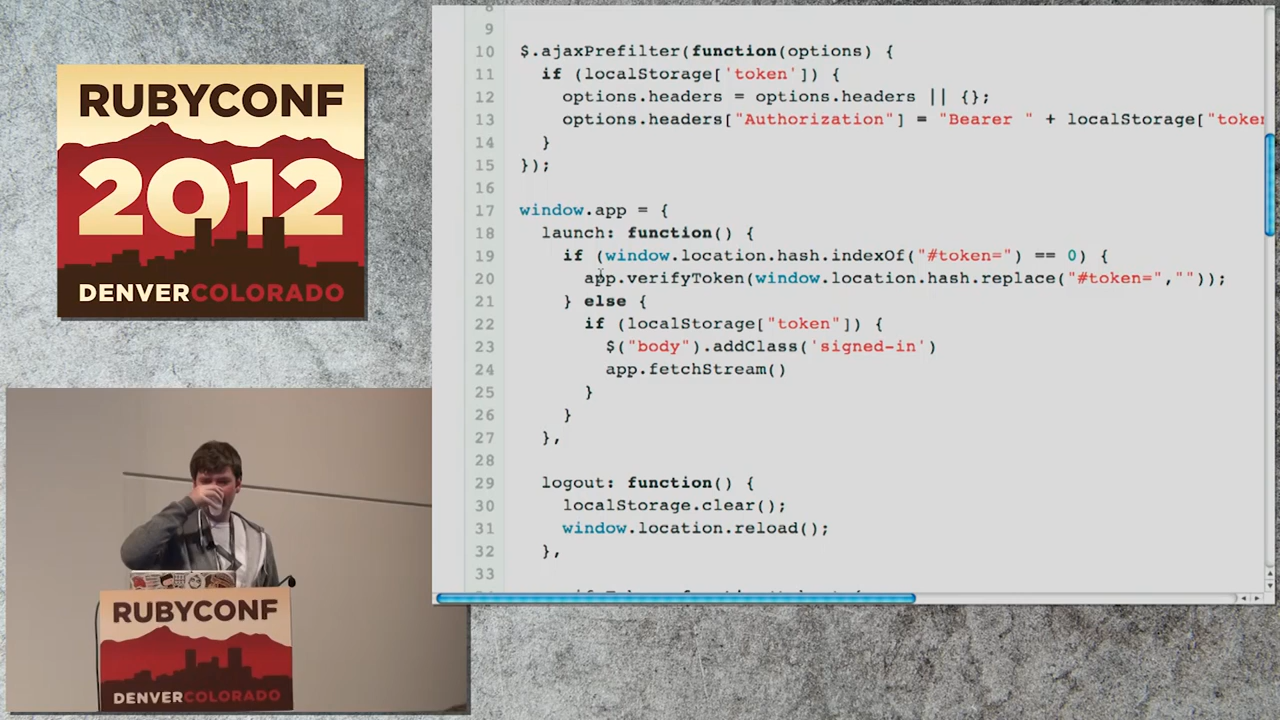 RUBYCONF
2012
DENVERCOLORADO
9
10 $.ajaxPrefilter(function(options) {
11 if (localStorage['token']) {
12 options.headers = options.headers || {};
13 options.headers["Authorization"] = "Bearer " + localStorage["token
14 }
15 });
16
17 window.app = {
18 launch: function() {
19 if (window.location.hash.indexOf("#token=") == 0) {
20 app.verifyToken(window.location.hash.replace("#token=",""));
21 } else {
22 if (localStorage["token"]) {
23 $("body").addClass('signed-in')
24 app.fetchStream()
25 }
26 }
27 },
28
29 logout: function() {
30 localStorage.clear();
31 window.location.reload();
32 },
33
RUBYCONF
DENVERCOLORADO